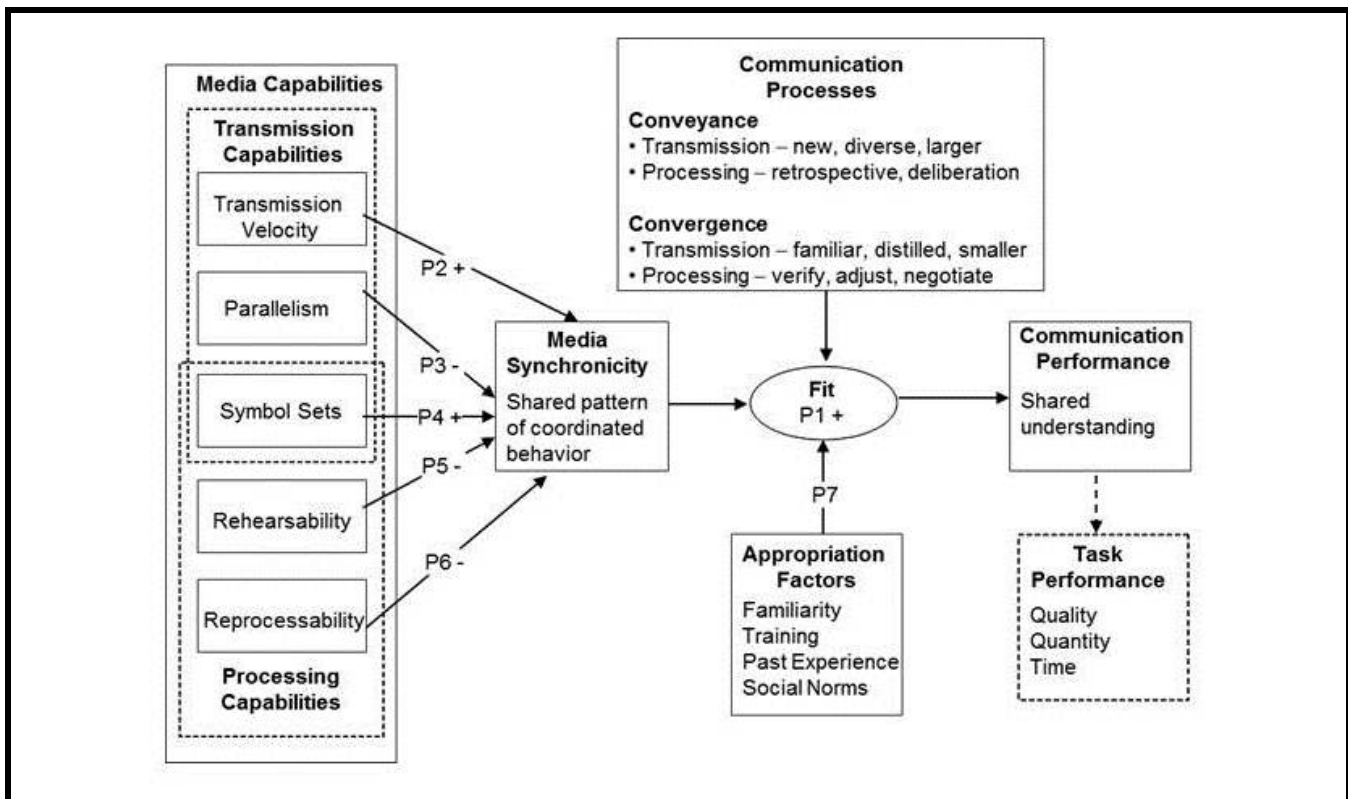 Media Capabilities
Transmission
Capabilities
Transmission
Velocity
Parallelism
Symbol Sets
Rehearsability
Reprocessability
Processing
Capabilities
P2 +
P3 -
P4 +
P5 -
P6 -
Media
Synchronicity
Shared pattern
of coordinated
behavior
Communication
Processes
Conveyance
• Transmission – new, diverse, larger
• Processing – retrospective, deliberation
Convergence
• Transmission – familiar, distilled, smaller
• Processing – verify, adjust, negotiate
Fit
P1 +
P7
Appropriation
Factors
Familiarity
Training
Past Experience
Social Norms
Communication
Performance
Shared
understanding
Task
Performance
Quality
Quantity
Time